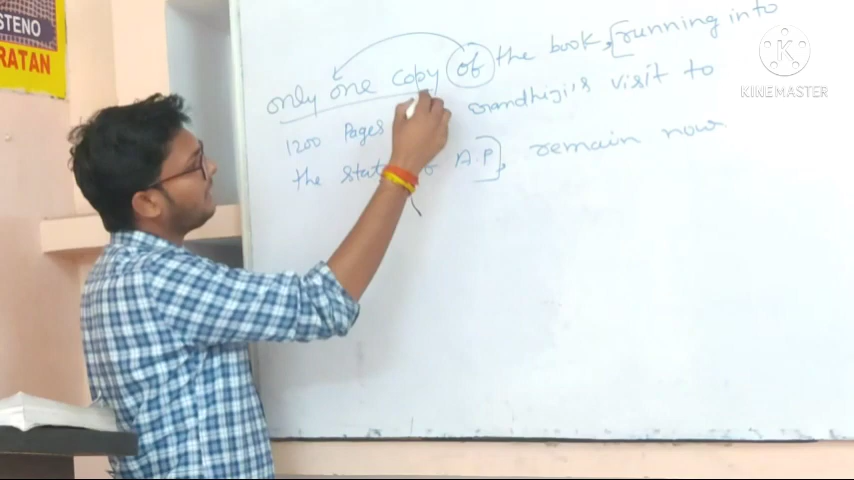 STENO
RATAN
only one copy of the book, [running into
1200 Pages Gandhiji's visit to
the state A.P], remain now
KINEMASTER